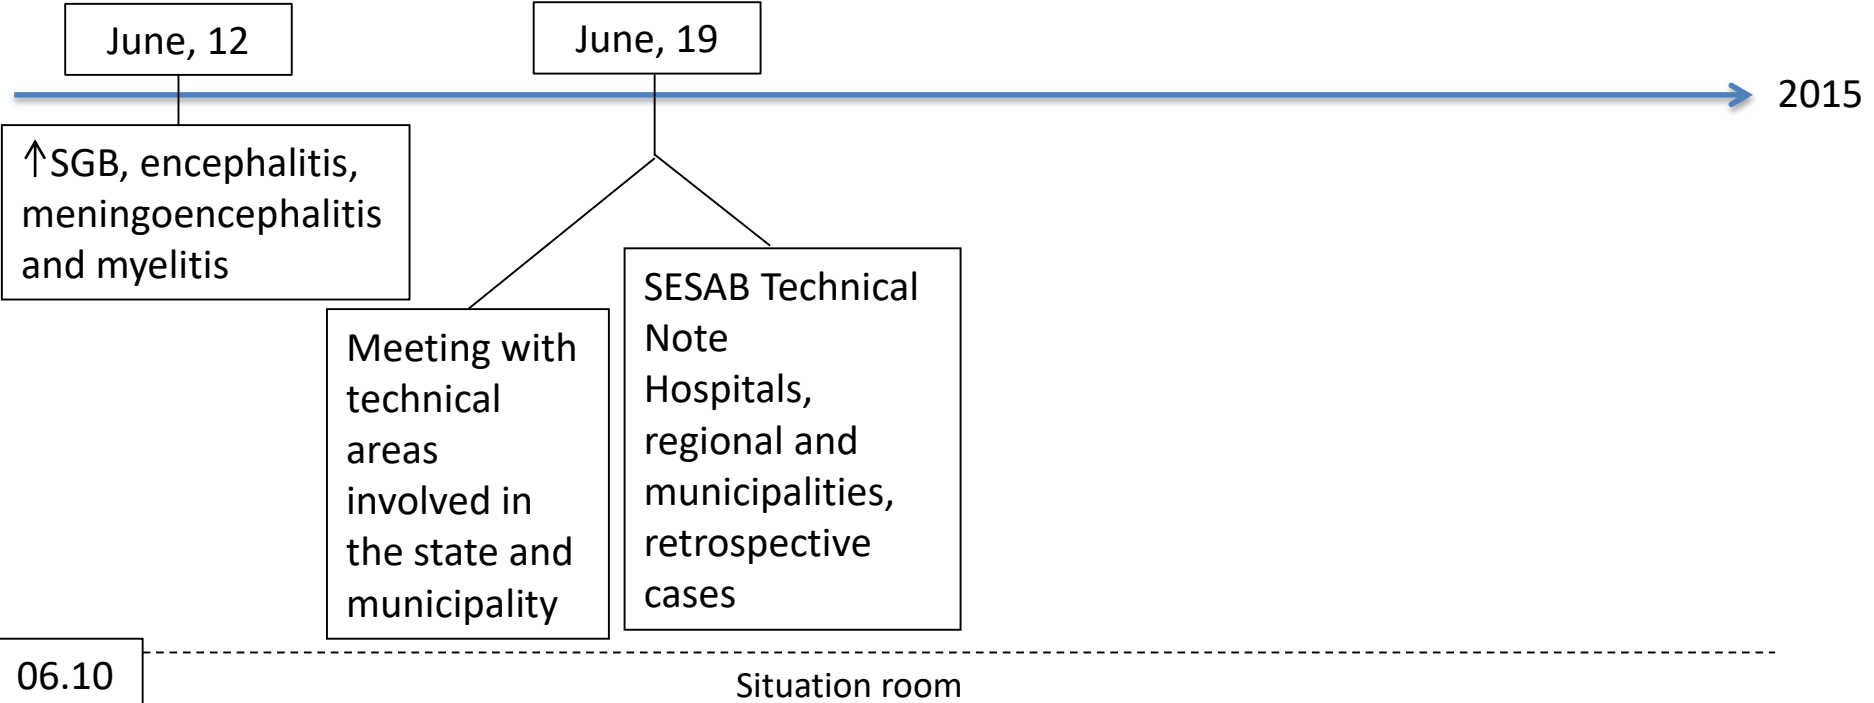 June, 12
June, 19
2015
↑SGB, encephalitis,
meningoencephalitis
and myelitis
Meeting with
technical
areas
involved in
the state and
municipality
SESAB Technical
Note
Hospitals,
regional and
municipalities,
retrospective
cases
06.10
Situation room